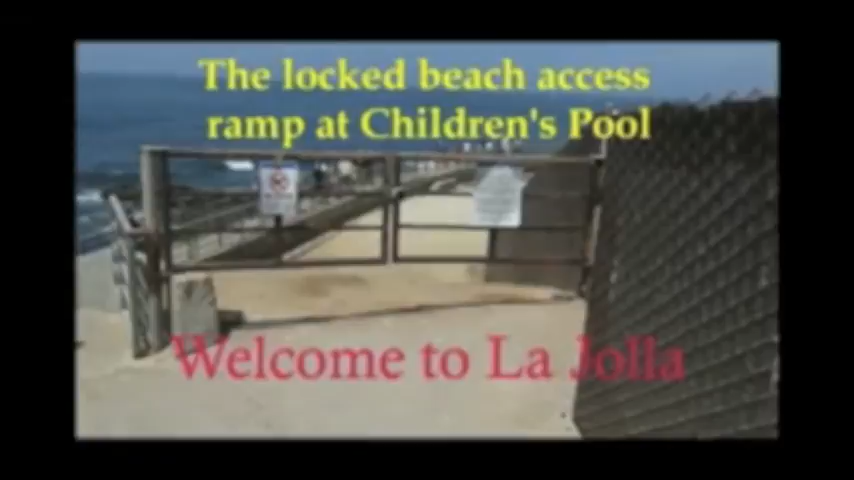 The locked beach access
ramp at Children's Pool
Welcome to La Jolla